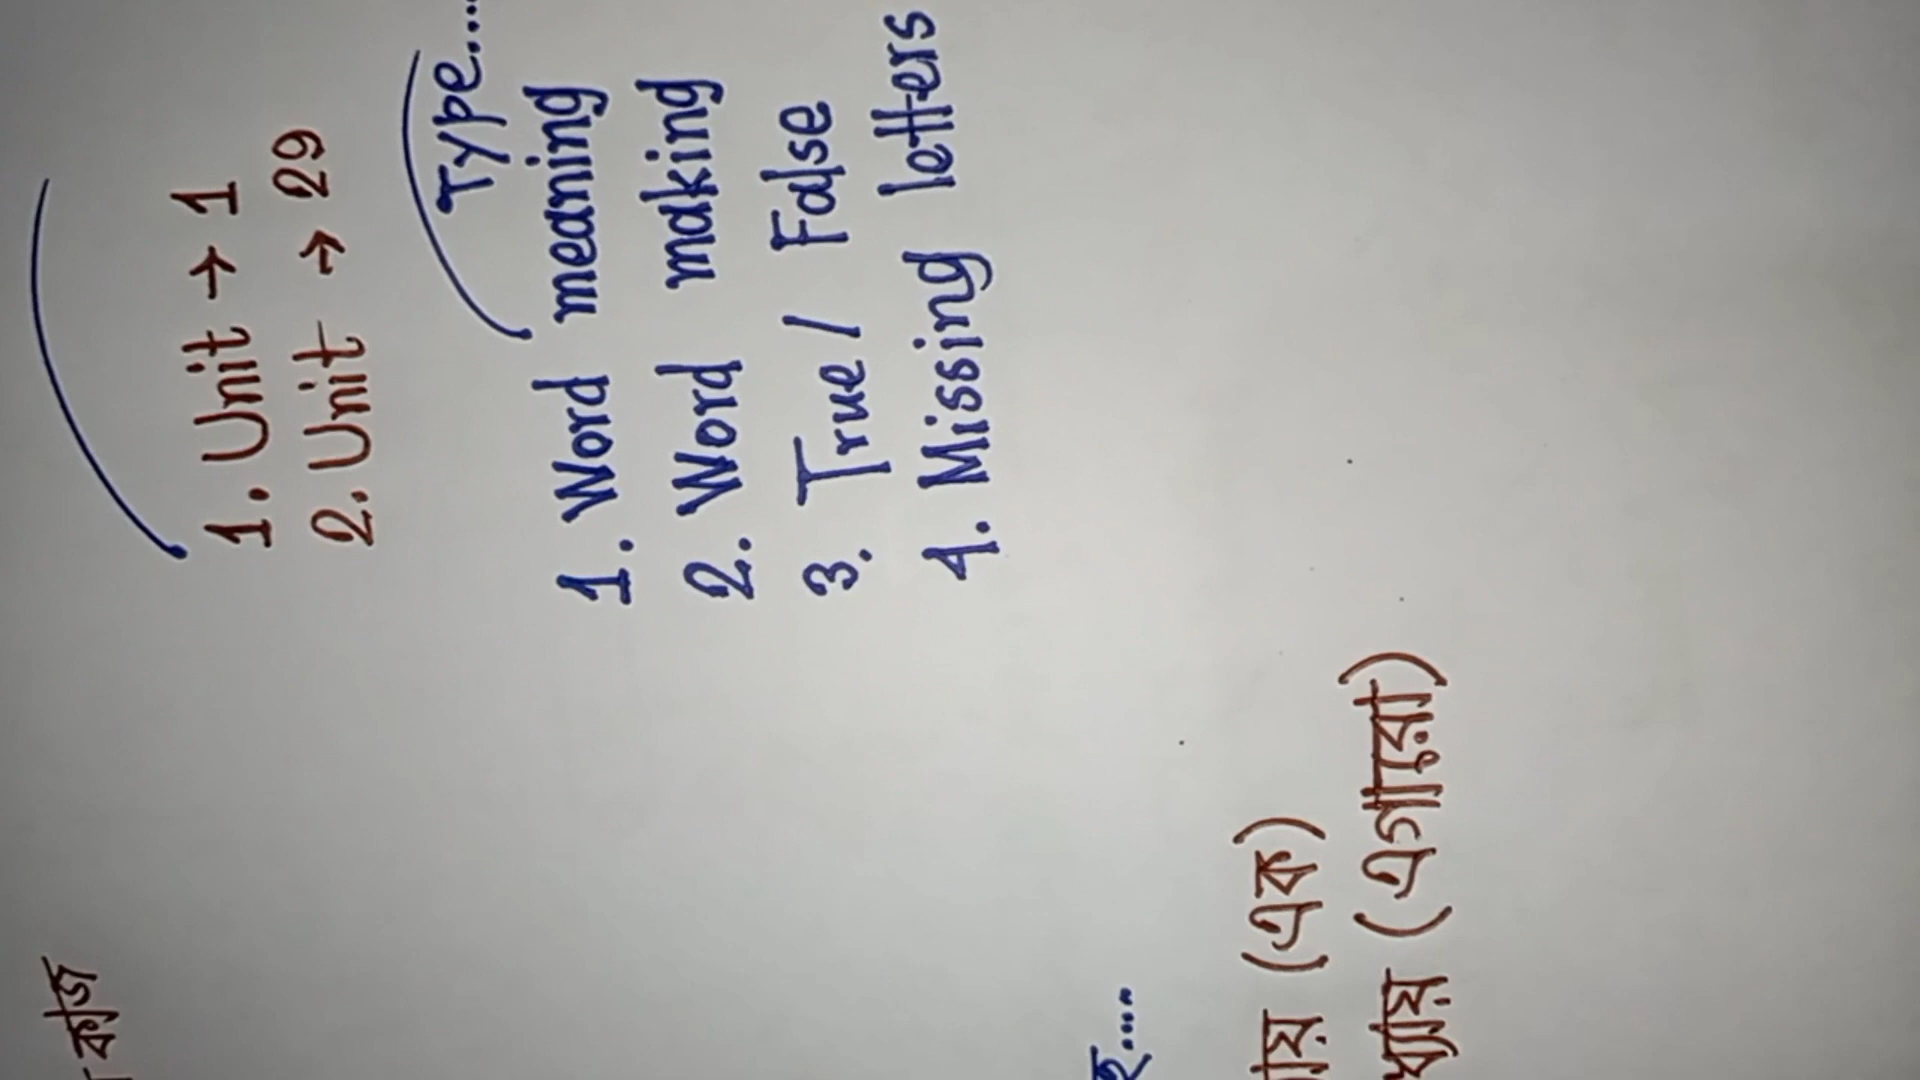 কাজ
1. Unit → 1
2. Unit → 29
Type....
1. Word meaning
2. Word making
3. True / False
4. Missing letters
(এক)
(এগারো)